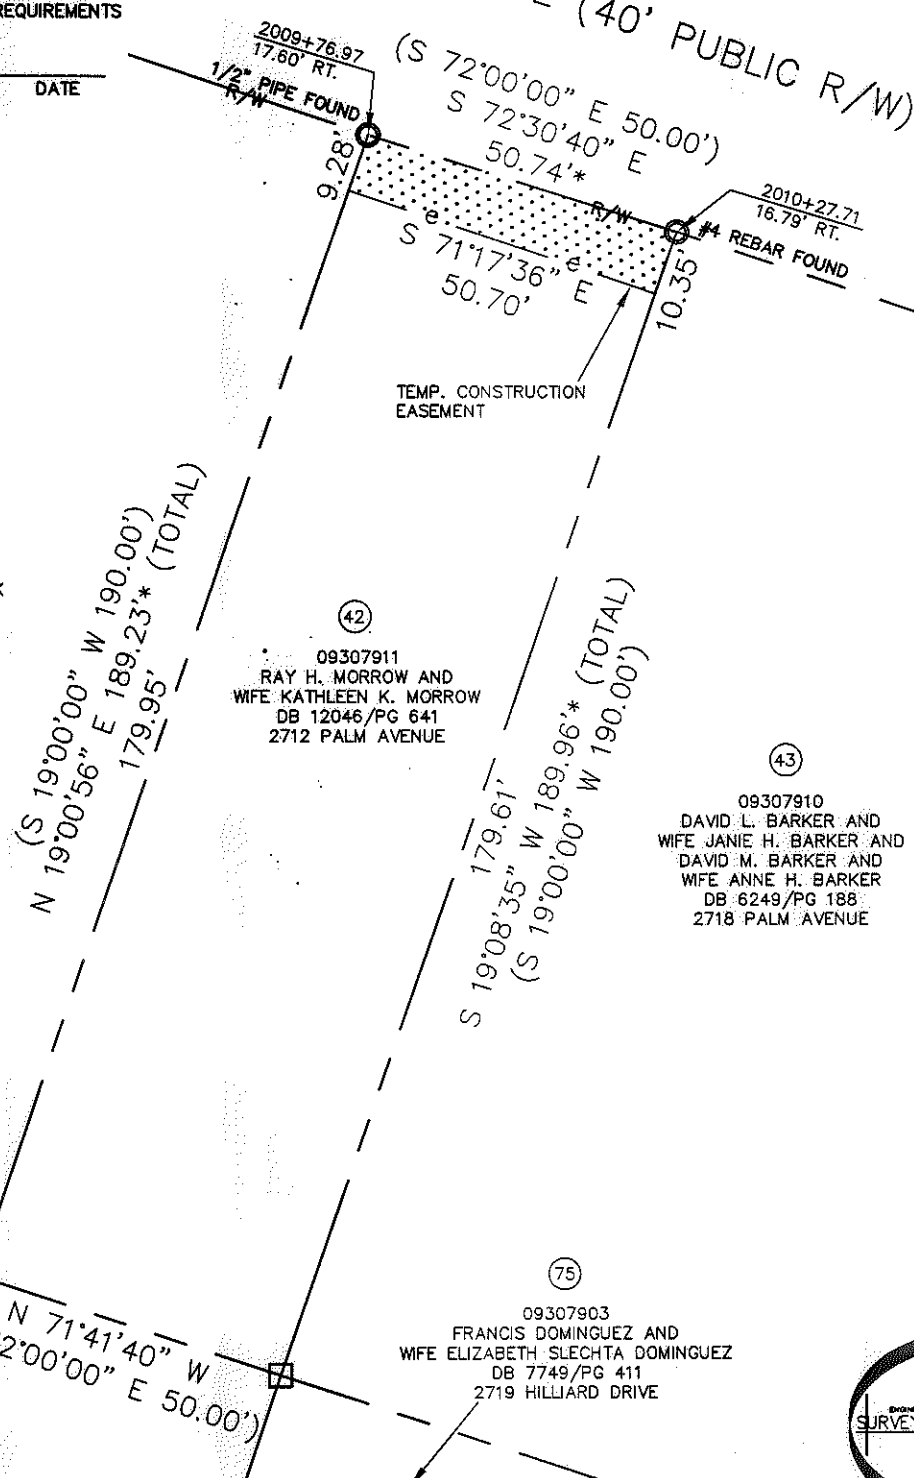 REQUIREMENTS
DATE
(40' PUBLIC R/W)
2009+76.97
17.60' RT.
1/2" PIPE FOUND
R/W
(S 72°00'00" E 50.00')
S 72°30'40" E
50.74'*
9.28'
R/W
2010+27.71
16.79' RT.
#4 REBAR FOUND
e
e
S 71°17'36" E
50.70'
10.35'
TEMP. CONSTRUCTION
EASEMENT
(S 19°00'00" W 190.00')
N 19°00'56" E 189.23'* (TOTAL)
179.95'
42
09307911
RAY H. MORROW AND
WIFE KATHLEEN K. MORROW
DB 12046/PG 641
2712 PALM AVENUE
179.61'
S 19°08'35" W 189.96'* (TOTAL)
(S 19°00'00" W 190.00')
43
09307910
DAVID L. BARKER AND
WIFE JANIE H. BARKER AND
DAVID M. BARKER AND
WIFE ANNE H. BARKER
DB 6249/PG 188
2718 PALM AVENUE
N 71°41'40" W
2°00'00" E 50.00')
75
09307903
FRANCIS DOMINGUEZ AND
WIFE ELIZABETH SLECHTA DOMINGUEZ
DB 7749/PG 411
2719 HILLIARD DRIVE
SURVEY